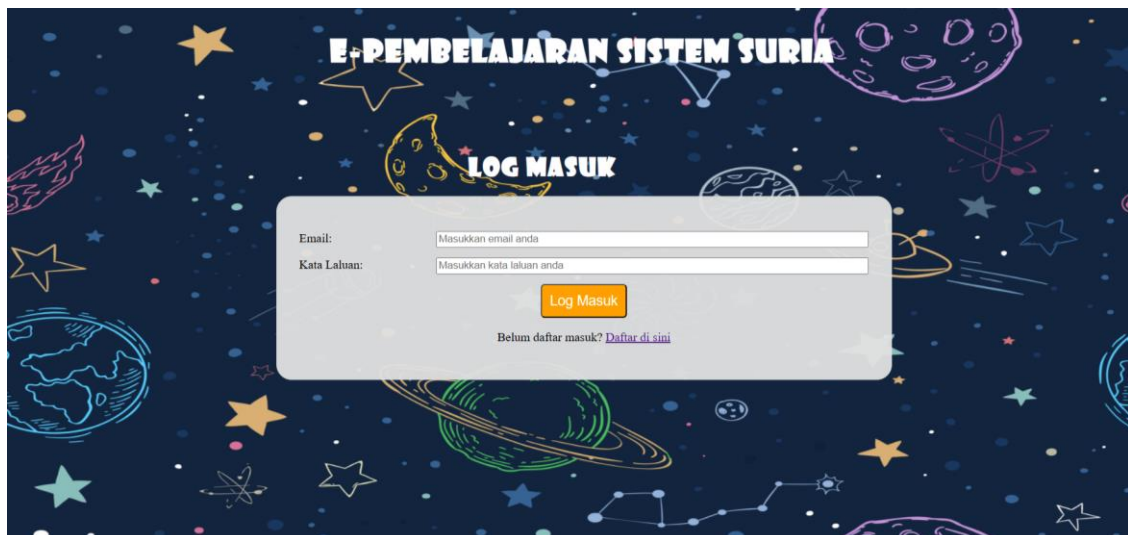 E-PEMBELAJARAN SISTEM SURIA
LOG MASUK
Email: Masukkan email anda
Kata Laluan: Masukkan kata laluan anda
Log Masuk
Belum daftar masuk? Daftar di sini